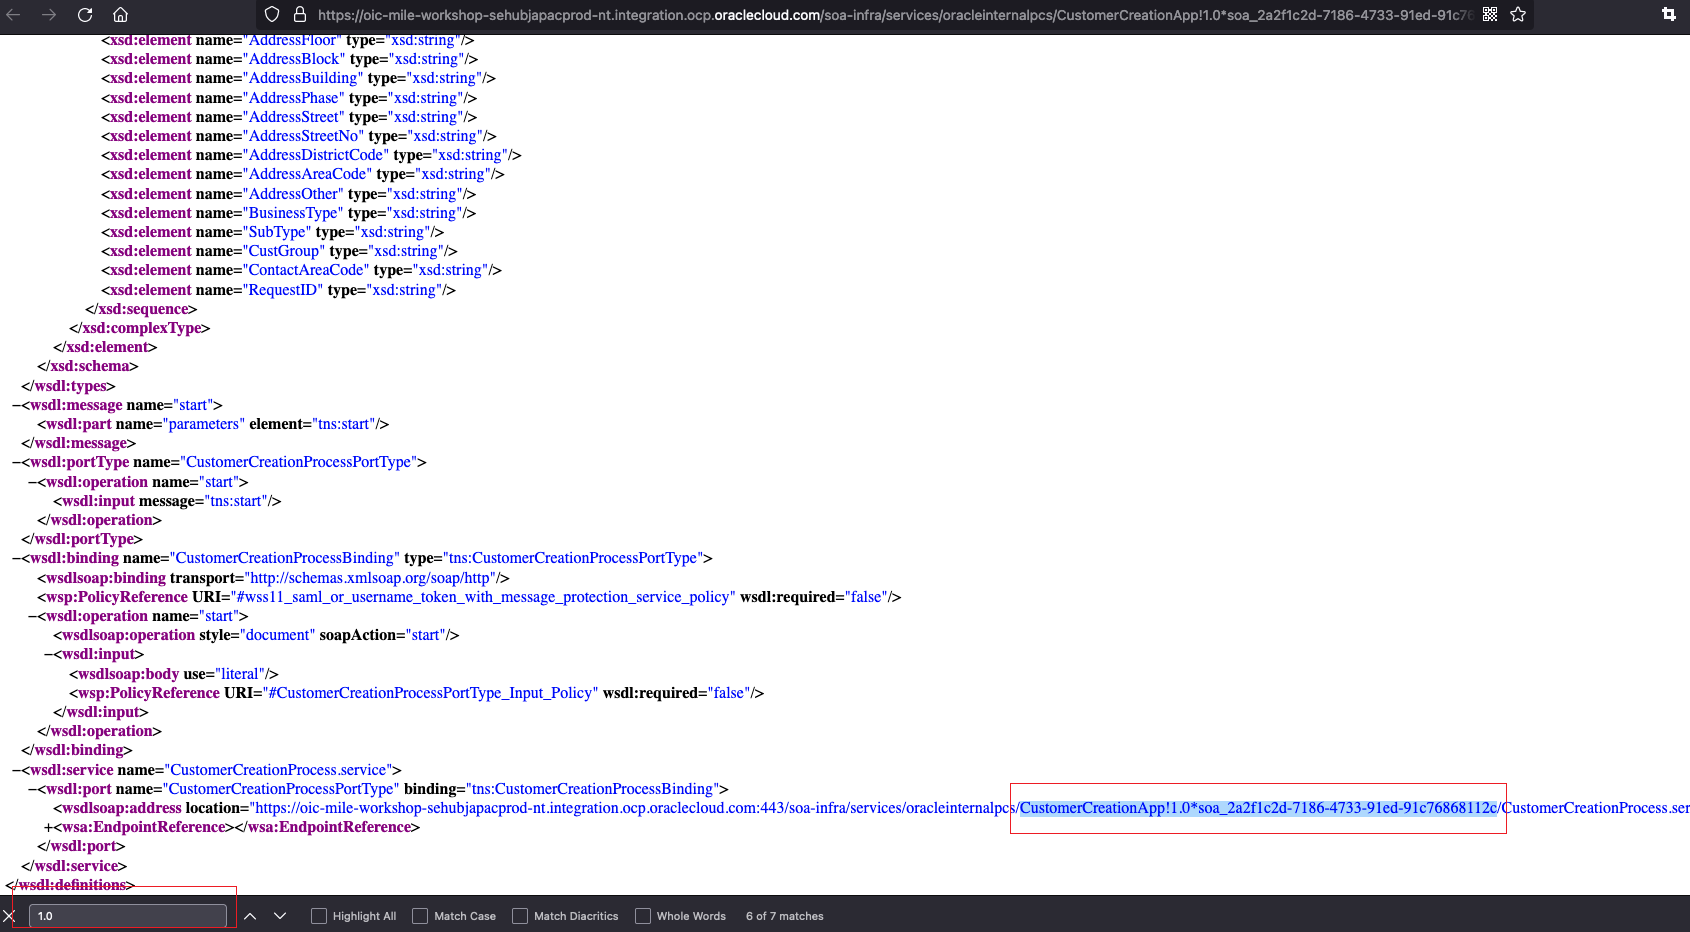 https://oic-mile-workshop-sehubjapacprod-nt.integration.ocp.oraclecloud.com/soa-infra/services/oracleinternalpcs/CustomerCreationApp!1.0*soa_2a2f1c2d-7186-4733-91ed-91c76
<xsd:element name="AddressFloor" type="xsd:string"/>
<xsd:element name="AddressBlock" type="xsd:string"/>
<xsd:element name="AddressBuilding" type="xsd:string"/>
<xsd:element name="AddressPhase" type="xsd:string"/>
<xsd:element name="AddressStreet" type="xsd:string"/>
<xsd:element name="AddressStreetNo" type="xsd:string"/>
<xsd:element name="AddressDistrictCode" type="xsd:string"/>
<xsd:element name="AddressAreaCode" type="xsd:string"/>
<xsd:element name="AddressOther" type="xsd:string"/>
<xsd:element name="BusinessType" type="xsd:string"/>
<xsd:element name="SubType" type="xsd:string"/>
<xsd:element name="CustGroup" type="xsd:string"/>
<xsd:element name="ContactAreaCode" type="xsd:string"/>
<xsd:element name="RequestID" type="xsd:string"/>
</xsd:sequence>
</xsd:complexType>
</xsd:element>
</xsd:schema>
</wsdl:types>
−<wsdl:message name="start">
<wsdl:part name="parameters" element="tns:start"/>
</wsdl:message>
−<wsdl:portType name="CustomerCreationProcessPortType">
−<wsdl:operation name="start">
<wsdl:input message="tns:start"/>
</wsdl:operation>
</wsdl:portType>
−<wsdl:binding name="CustomerCreationProcessBinding" type="tns:CustomerCreationProcessPortType">
<wsdlsoap:binding transport="http://schemas.xmlsoap.org/soap/http"/>
<wsp:PolicyReference URI="#wss11_saml_or_username_token_with_message_protection_service_policy" wsdl:required="false"/>
−<wsdl:operation name="start">
<wsdlsoap:operation style="document" soapAction="start"/>
−<wsdl:input>
<wsdlsoap:body use="literal"/>
<wsp:PolicyReference URI="#CustomerCreationProcessPortType_Input_Policy" wsdl:required="false"/>
</wsdl:input>
</wsdl:operation>
</wsdl:binding>
−<wsdl:service name="CustomerCreationProcess.service">
−<wsdl:port name="CustomerCreationProcessPortType" binding="tns:CustomerCreationProcessBinding">
<wsdlsoap:address location="https://oic-mile-workshop-sehubjapacprod-nt.integration.ocp.oraclecloud.com:443/soa-infra/services/oracleinternalpcs/CustomerCreationApp!1.0*soa_2a2f1c2d-7186-4733-91ed-91c76868112c/CustomerCreationProcess.ser
+<wsa:EndpointReference></wsa:EndpointReference>
</wsdl:port>
</wsdl:service>
</wsdl:definitions>
1.0 Highlight All Match Case Match Diacritics Whole Words 6 of 7 matches